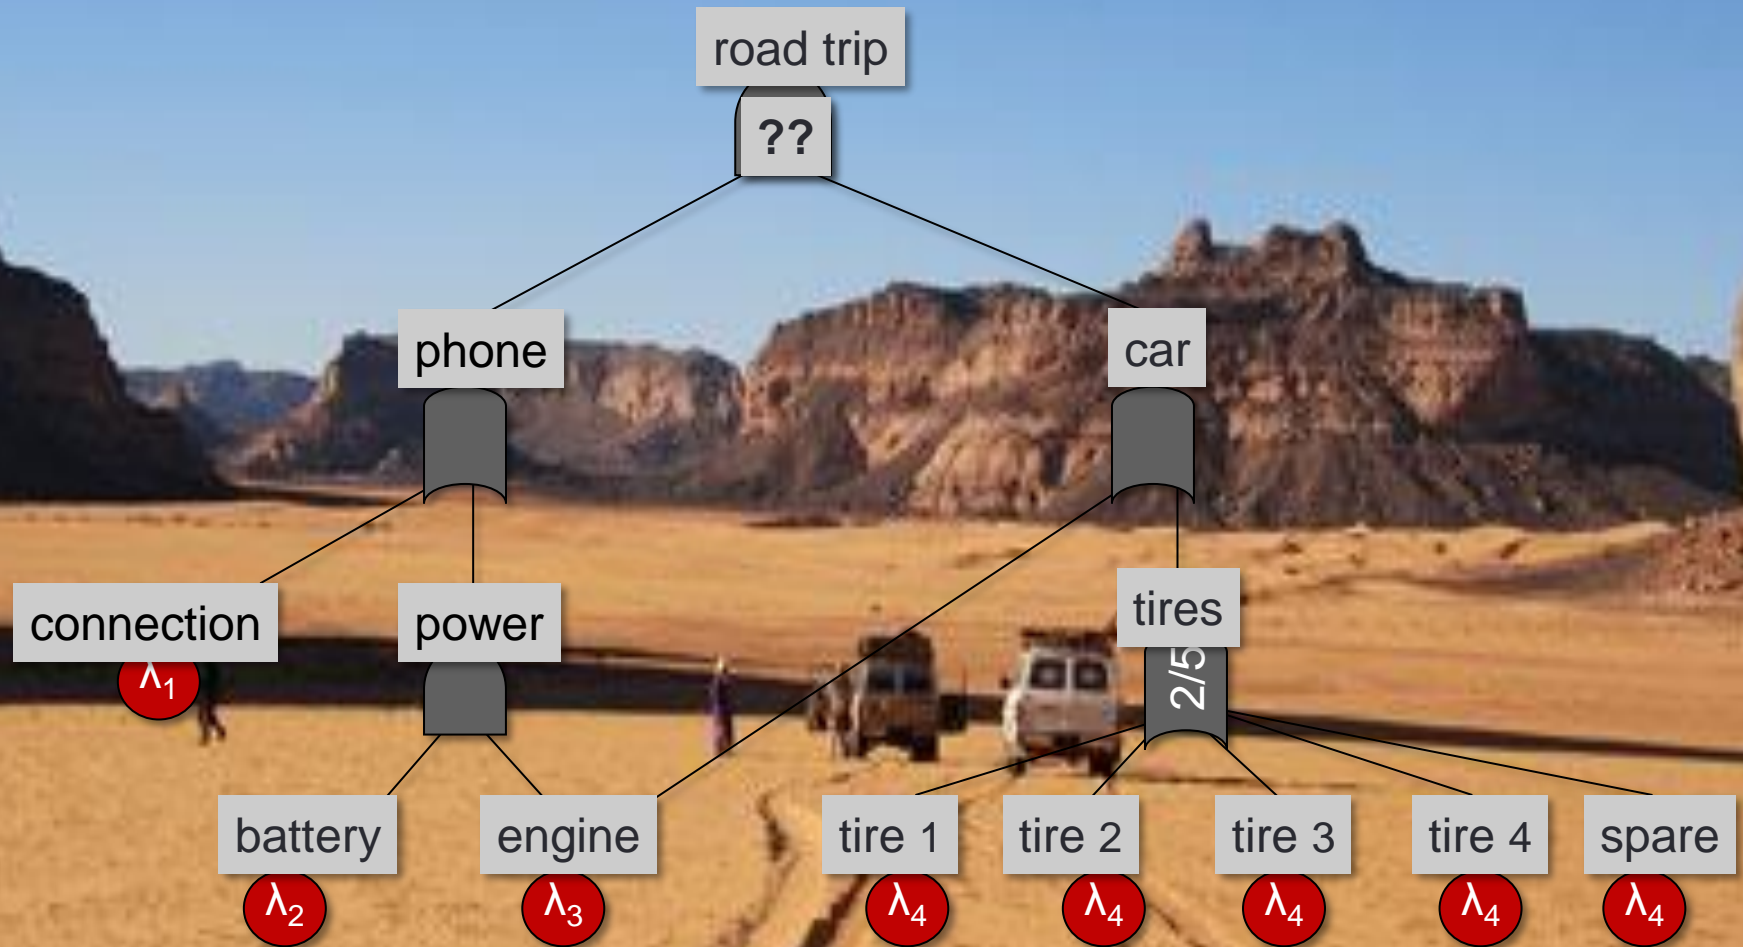 road trip
??
phone
car
connection
power
tires
λ₁
2/5
battery
engine
tire 1
tire 2
tire 3
tire 4
spare
λ₂
λ₃
λ₄
λ₄
λ₄
λ₄
λ₄